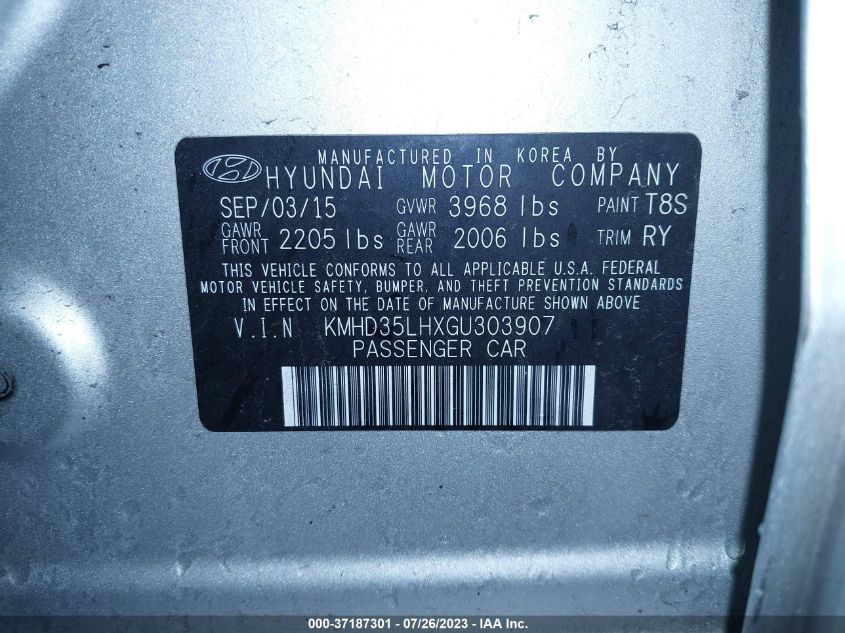 MANUFACTURED IN KOREA BY
HYUNDAI MOTOR COMPANY
SEP/03/15 GVWR 3968 lbs PAINT T8S
GAWR FRONT 2205 lbs GAWR REAR 2006 lbs TRIM RY
THIS VEHICLE CONFORMS TO ALL APPLICABLE U.S.A. FEDERAL
MOTOR VEHICLE SAFETY, BUMPER, AND THEFT PREVENTION STANDARDS
IN EFFECT ON THE DATE OF MANUFACTURE SHOWN ABOVE
V.I.N KMHD35LHXGU303907
PASSENGER CAR
000-37187301 - 07/26/2023 - IAA Inc.